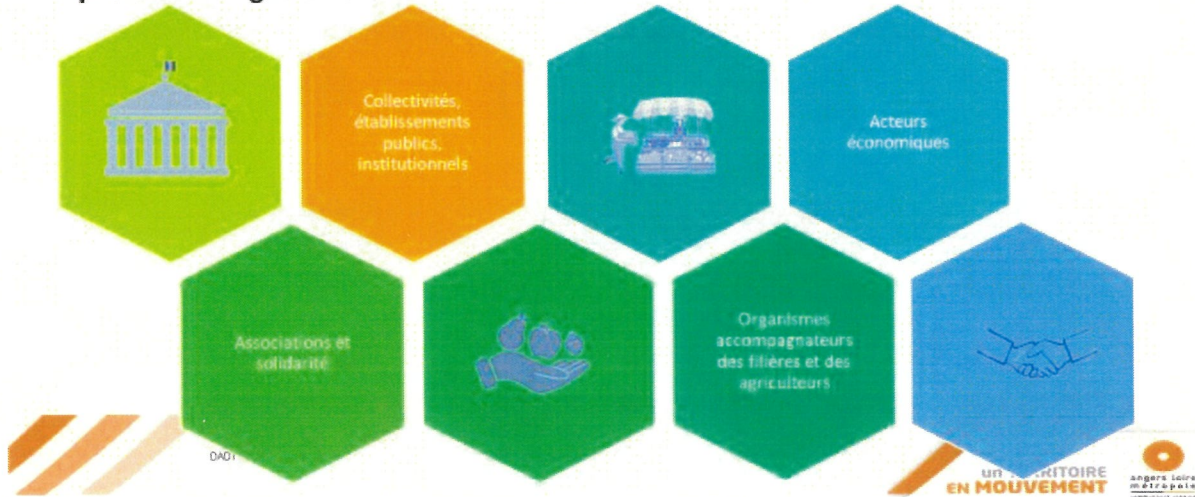 Collectivités,
établissements
publics,
institutionnels
Acteurs
économiques
Associations et
solidarité
Organismes
accompagnateurs
des filières et des
agriculteurs
un TERRITOIRE
EN MOUVEMENT
angers Loire
métropole